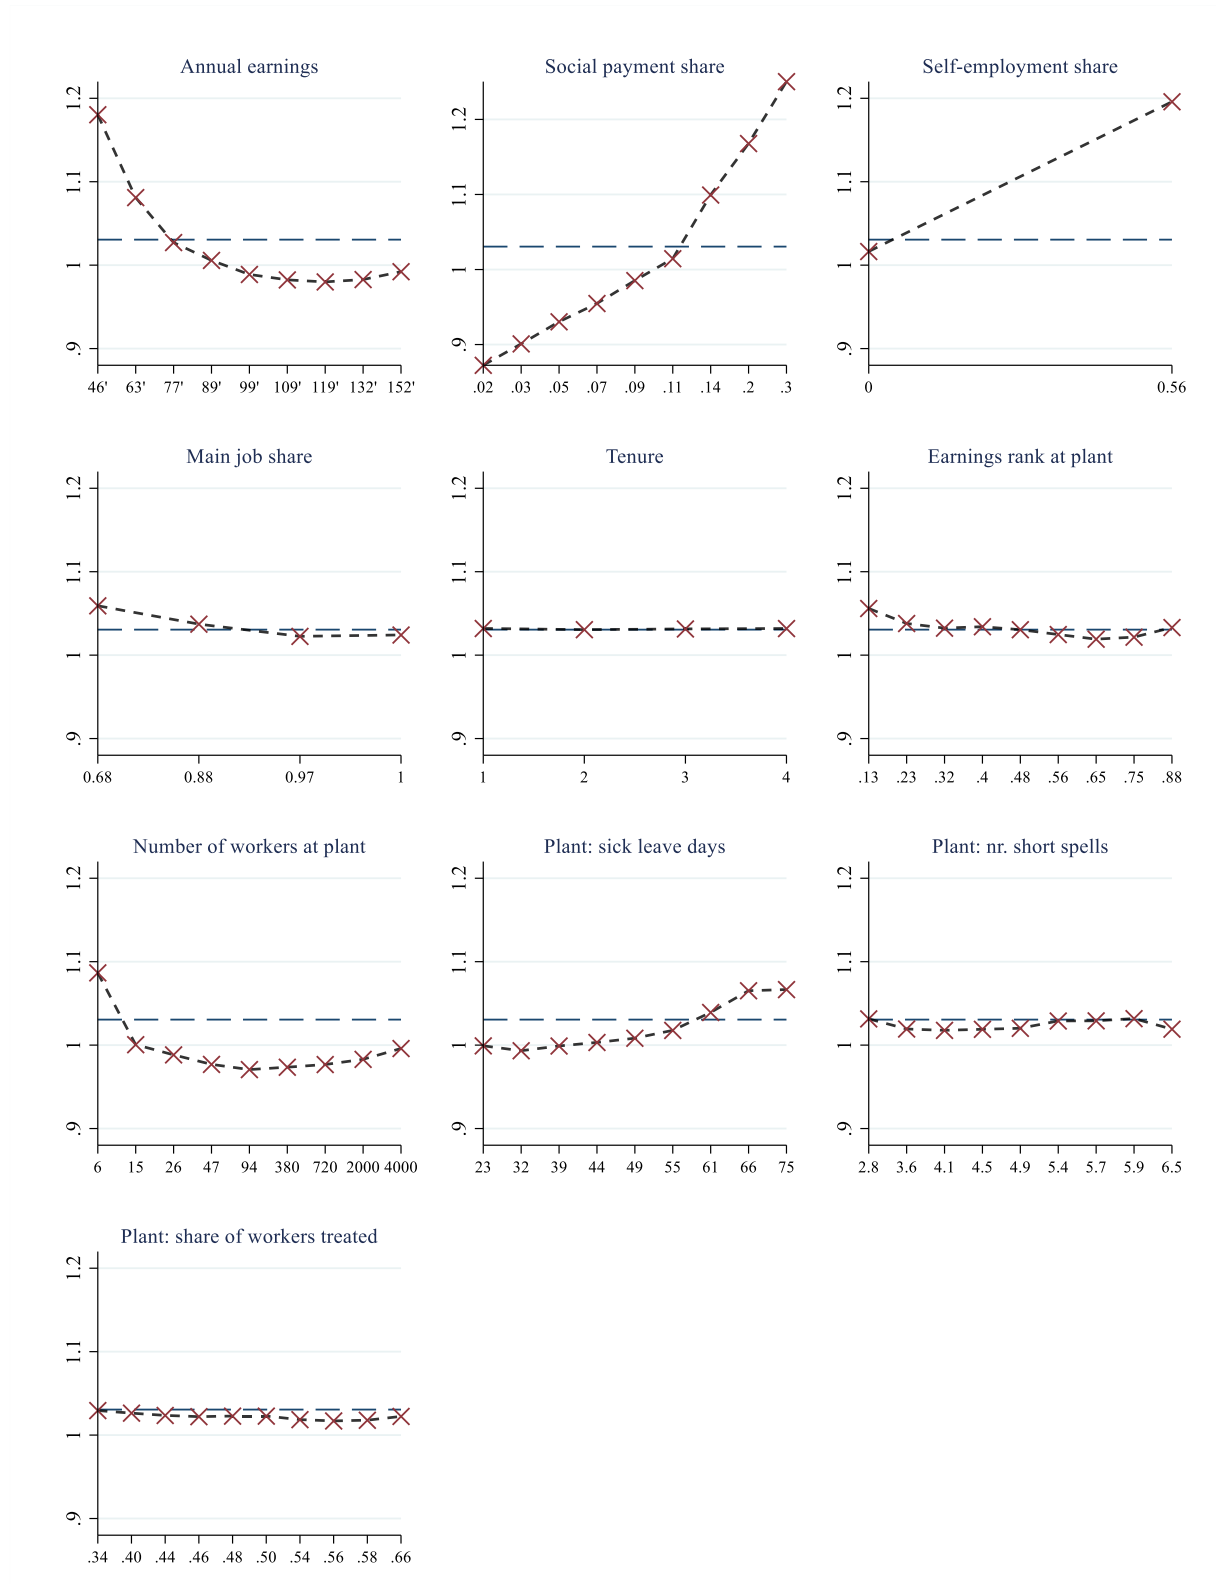 Annual earnings
1.2
1.1
1
.9
46' 63' 77' 89' 99' 109' 119' 132' 152'
Social payment share
1.2
1.1
1
.9
.02 .03 .05 .07 .09 .11 .14 .2 .3
Self-employment share
1.2
1.1
1
.9
0 0.56
Main job share
1.2
1.1
1
.9
0.68 0.88 0.97 1
Tenure
1.2
1.1
1
.9
1 2 3 4
Earnings rank at plant
1.2
1.1
1
.9
.13 .23 .32 .4 .48 .56 .65 .75 .88
Number of workers at plant
1.2
1.1
1
.9
6 15 26 47 94 380 720 2000 4000
Plant: sick leave days
1.2
1.1
1
.9
23 32 39 44 49 55 61 66 75
Plant: nr. short spells
1.2
1.1
1
.9
2.8 3.6 4.1 4.5 4.9 5.4 5.7 5.9 6.5
Plant: share of workers treated
1.2
1.1
1
.9
.34 .40 .44 .46 .48 .50 .54 .56 .58 .66